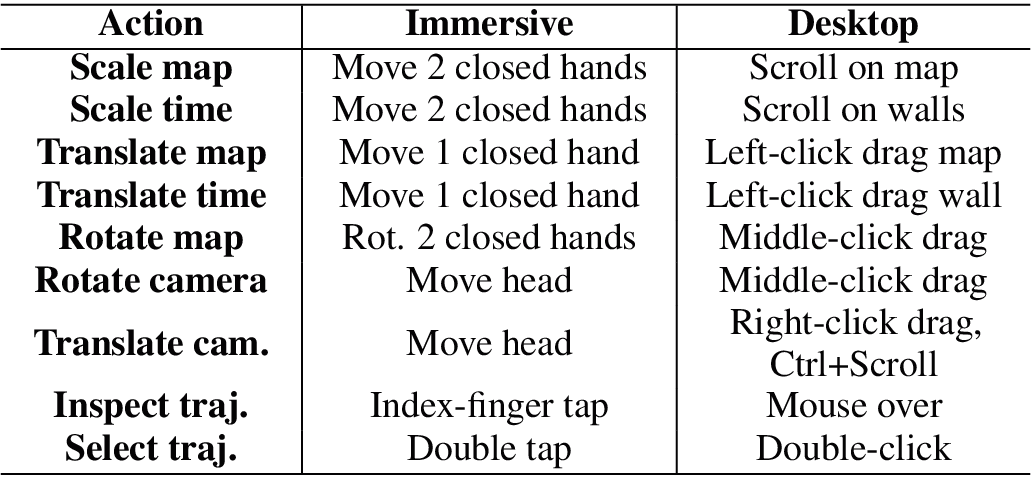 Action Immersive Desktop
Scale map Move 2 closed hands Scroll on map
Scale time Move 2 closed hands Scroll on walls
Translate map Move 1 closed hand Left-click drag map
Translate time Move 1 closed hand Left-click drag wall
Rotate map Rot. 2 closed hands Middle-click drag
Rotate camera Move head Middle-click drag
Translate cam. Move head Right-click drag,
Ctrl+Scroll
Inspect traj. Index-finger tap Mouse over
Select traj. Double tap Double-click